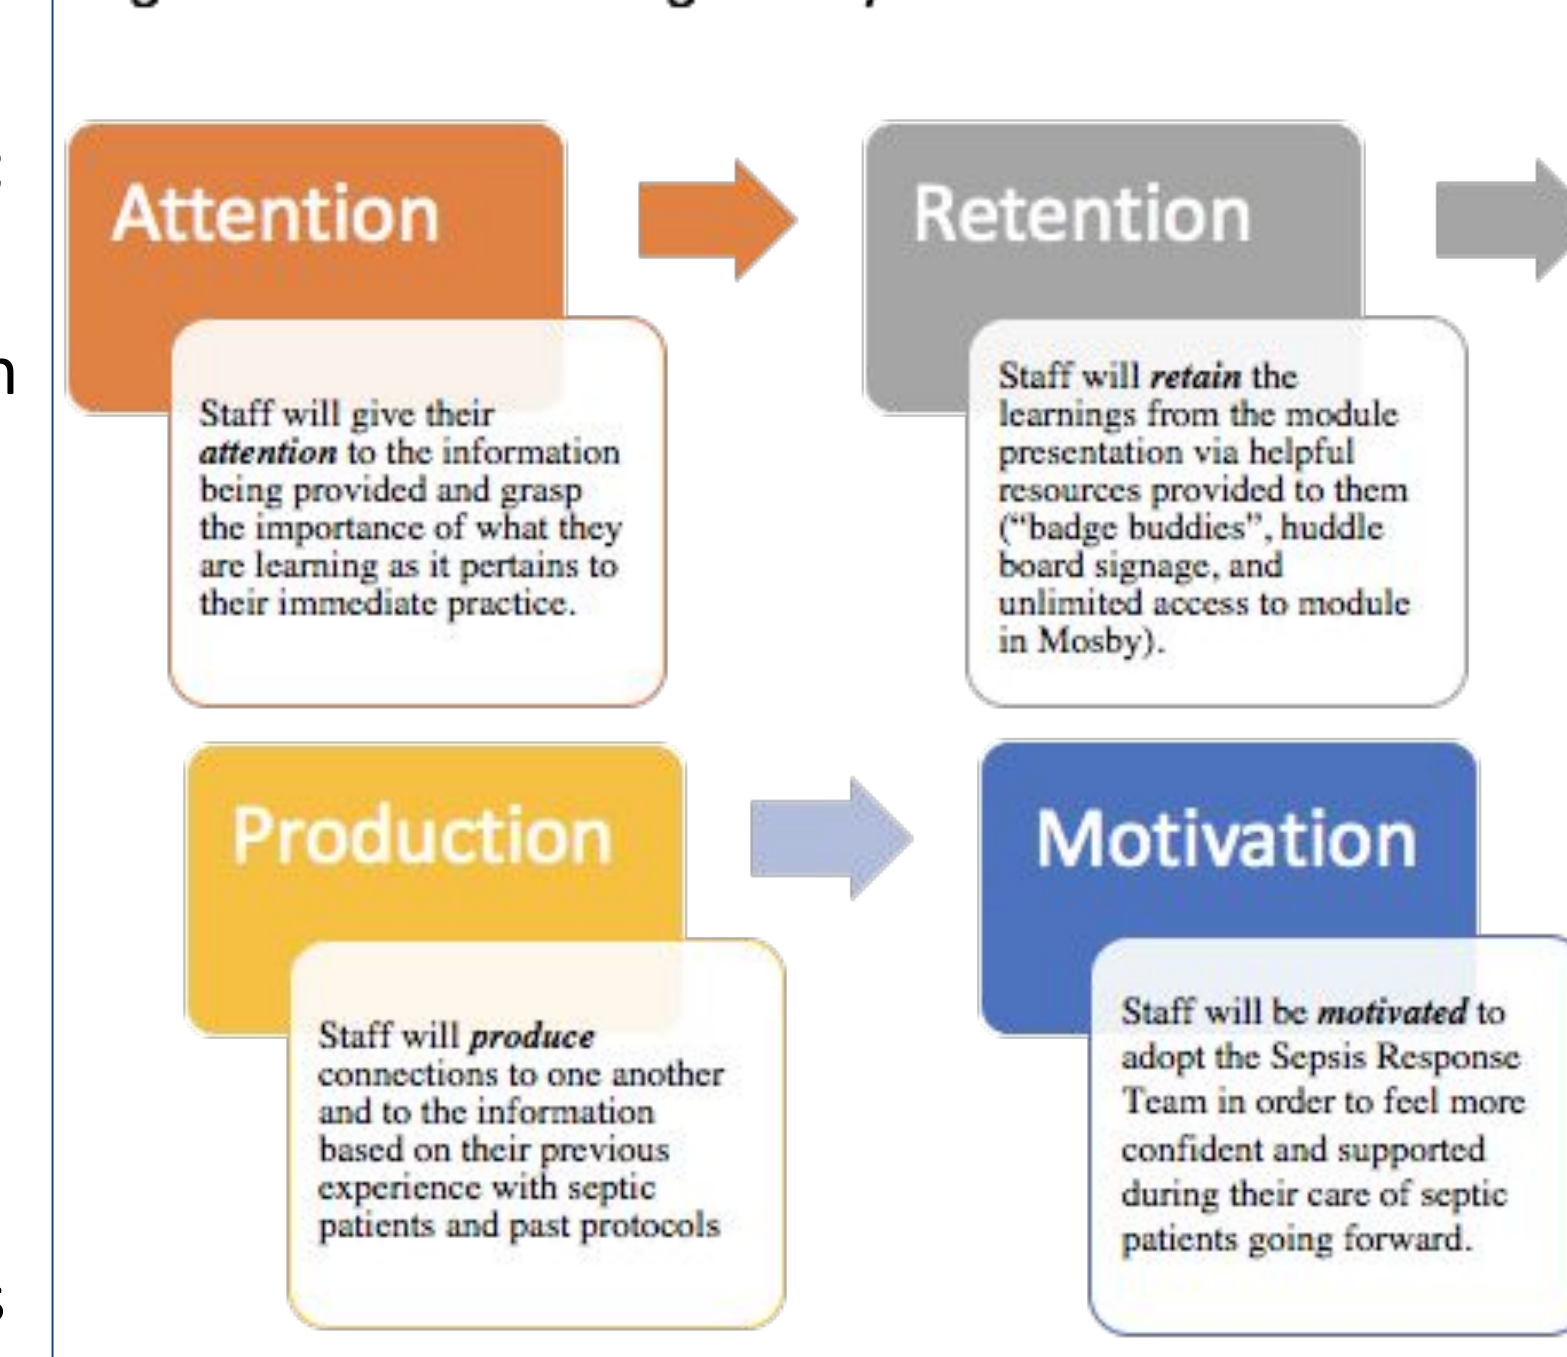 Attention
Staff will give their
attention to the information
being provided and grasp
the importance of what they
are learning as it pertains to
their immediate practice.
Retention
Staff will retain the
learnings from the module
presentation via helpful
resources provided to them
(“badge buddies”, huddle
board signage, and
unlimited access to module
in Mosby).
Production
Staff will produce
connections to one another
and to the information
based on their previous
experience with septic
patients and past protocols
Motivation
Staff will be motivated to
adopt the Sepsis Response
Team in order to feel more
confident and supported
during their care of septic
patients going forward.